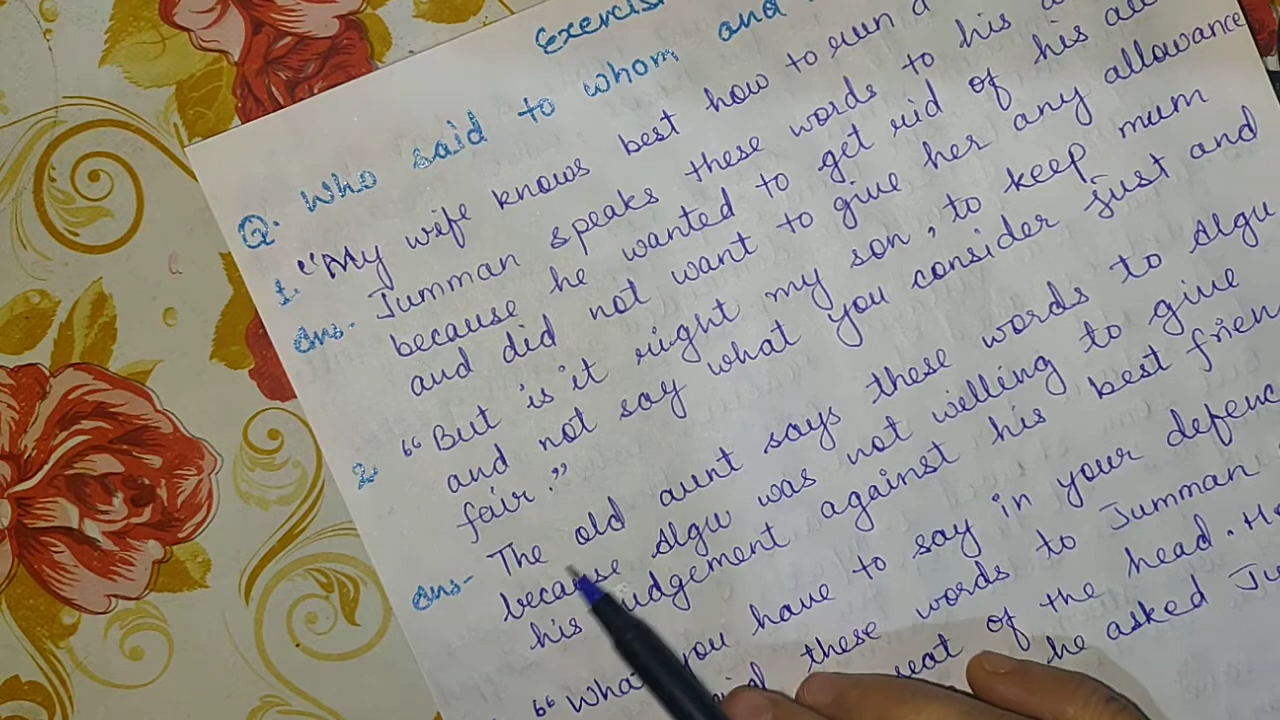 Exercis
Q. Who said to whom and
1. "My wife knows best how to run a
Ans- Jumman speaks these words to his a
because he wanted to get rid of his
and did not want to give her any allowance
2. "But is it right my son, to keep mum
and not say what you consider just and
fair."
Ans- The old aunt says these words to Algu
because Algu was not welling to give
his judgement against his best frien
"What you have to say in your defenc
these words to Jumman
of the head. H
he asked Ju